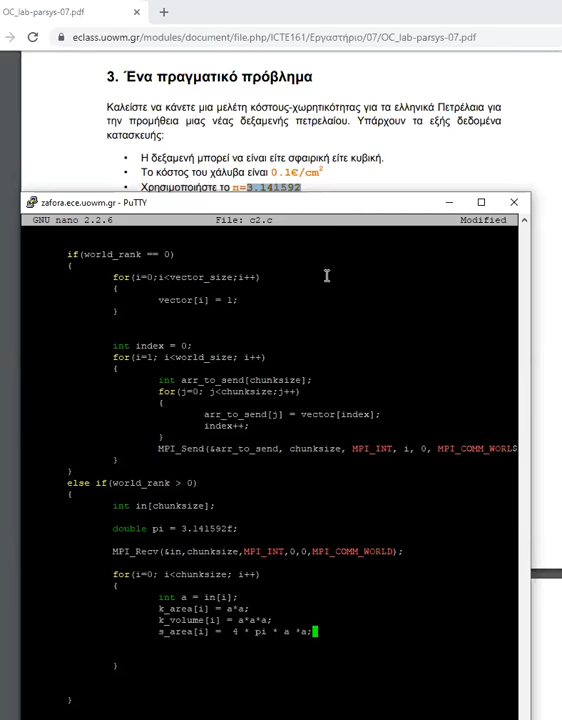 OC_lab-parsys-07.pdf
eclass.uowm.gr/modules/document/file.php/ICTE161/Εργαστήριο/07/OC_lab-parsys-07.pdf
3. Ένα πραγματικό πρόβλημα
Καλείστε να κάνετε μια μελέτη κόστους-χωρητικότητας για τα ελληνικά Πετρέλαια για
την προμήθεια μιας νέας δεξαμενής πετρελαίου. Υπάρχουν τα εξής δεδομένα
κατασκευής:
• Η δεξαμενή μπορεί να είναι είτε σφαιρική είτε κυβική.
• Το κόστος του χάλυβα είναι 0.1€/cm²
• Χρησιμοποιήστε το π=3.141592
zafora.ece.uowm.gr - PuTTY
GNU nano 2.2.6 File: c2.c Modified
if(world_rank == 0)
{
for(i=0;i<vector_size;i++)
{
vector[i] = 1;
}
int index = 0;
for(i=1; i<world_size; i++)
{
int arr_to_send[chunksize];
for(j=0; j<chunksize;j++)
{
arr_to_send[j] = vector[index];
index++;
}
MPI_Send(&arr_to_send, chunksize, MPI_INT, i, 0, MPI_COMM_WORL$
}
}
else if(world_rank > 0)
{
int in[chunksize];
double pi = 3.141592f;
MPI_Recv(&in,chunksize,MPI_INT,0,0,MPI_COMM_WORLD);
for(i=0; i<chunksize; i++)
{
int a = in[i];
k_area[i] = a*a;
k_volume[i] = a*a*a;
s_area[i] =  4 * pi * a *a;
}
}